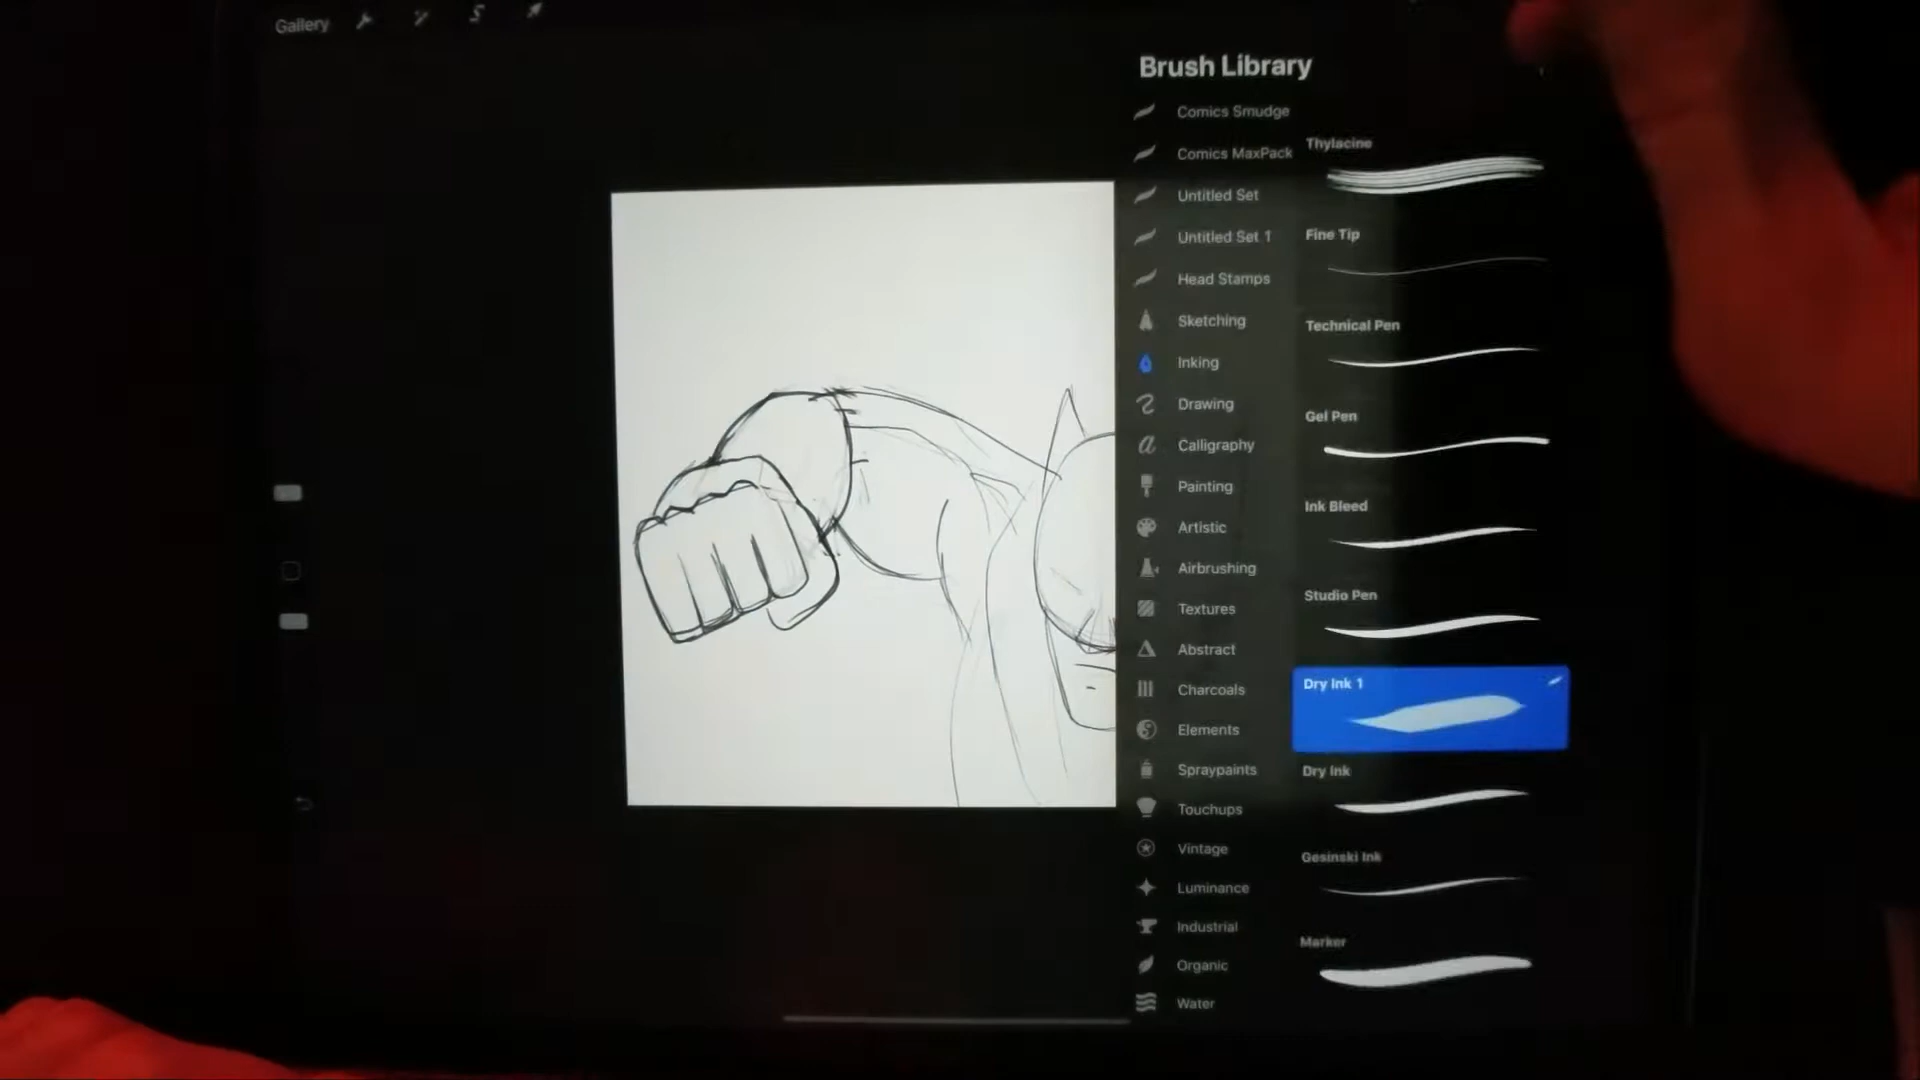 Gallery
Brush Library
Comics Smudge
Comics MaxPack
Untitled Set
Untitled Set 1
Head Stamps
Sketching
Inking
Drawing
Calligraphy
Painting
Artistic
Airbrushing
Textures
Abstract
Charcoals
Elements
Spraypaints
Touchups
Vintage
Luminance
Industrial
Organic
Water
Thylacine
Fine Tip
Technical Pen
Gel Pen
Ink Bleed
Studio Pen
Dry Ink 1
Dry Ink
Gesinski Ink
Marker